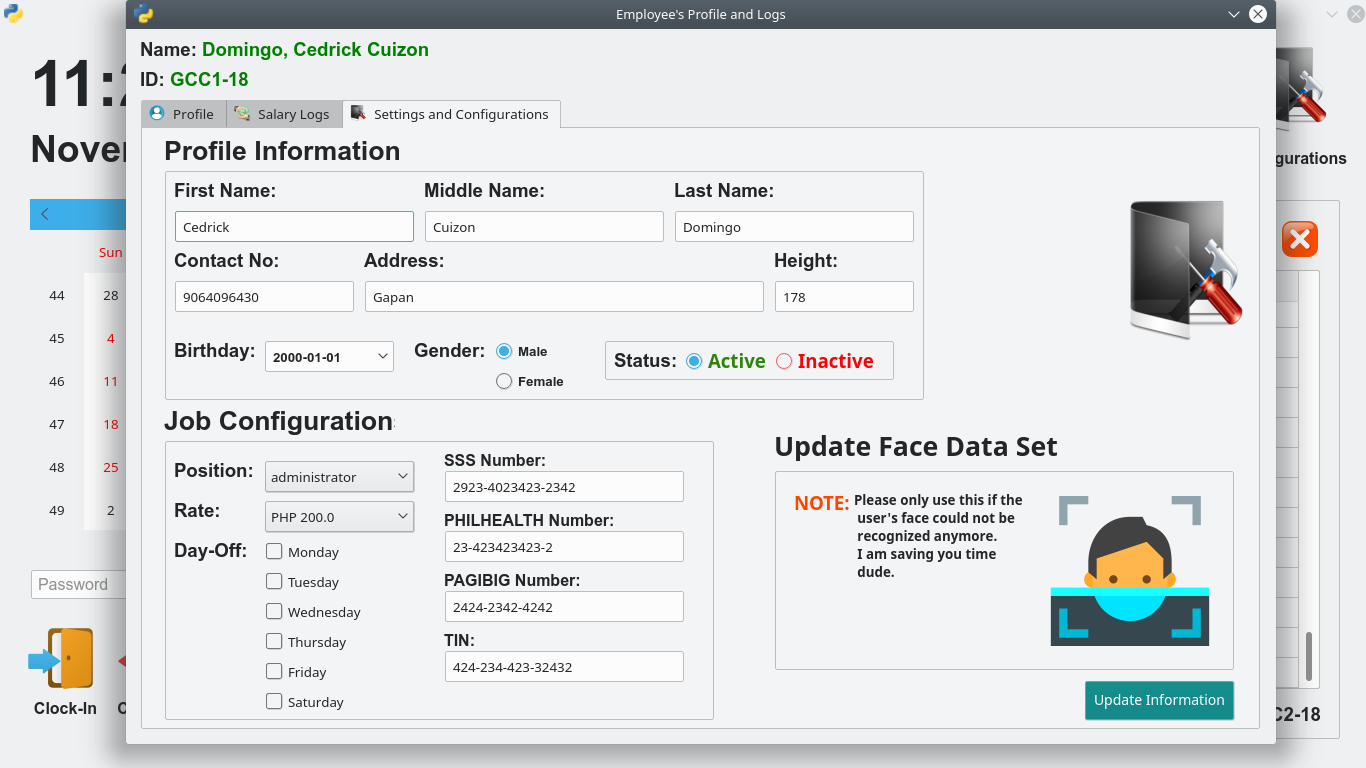 Employee's Profile and Logs
Name: Domingo, Cedrick Cuizon
ID: GCC1-18
11:
Profile
Salary Logs
Settings and Configurations
Profile Information
First Name:
Middle Name:
Last Name:
Cedrick
Cuizon
Domingo
Contact No:
Address:
Height:
9064096430
Gapan
178
Birthday:
2000-01-01
Gender:
Male
Female
Status:
Active
Inactive
Sun
44 28
45 4
46 11
47 18
48 25
49 2
Password
Clock-In
Job Configuration
Position:
administrator
Rate:
PHP 200.0
Day-Off:
Monday
Tuesday
Wednesday
Thursday
Friday
Saturday
SSS Number:
2923-4023423-2342
PHILHEALTH Number:
23-423423423-2
PAGIBIG Number:
2424-2342-4242
TIN:
424-234-423-32432
Update Face Data Set
NOTE: Please only use this if the
user's face could not be
recognized anymore.
I am saving you time
dude.
Update Information
gurations
C2-18